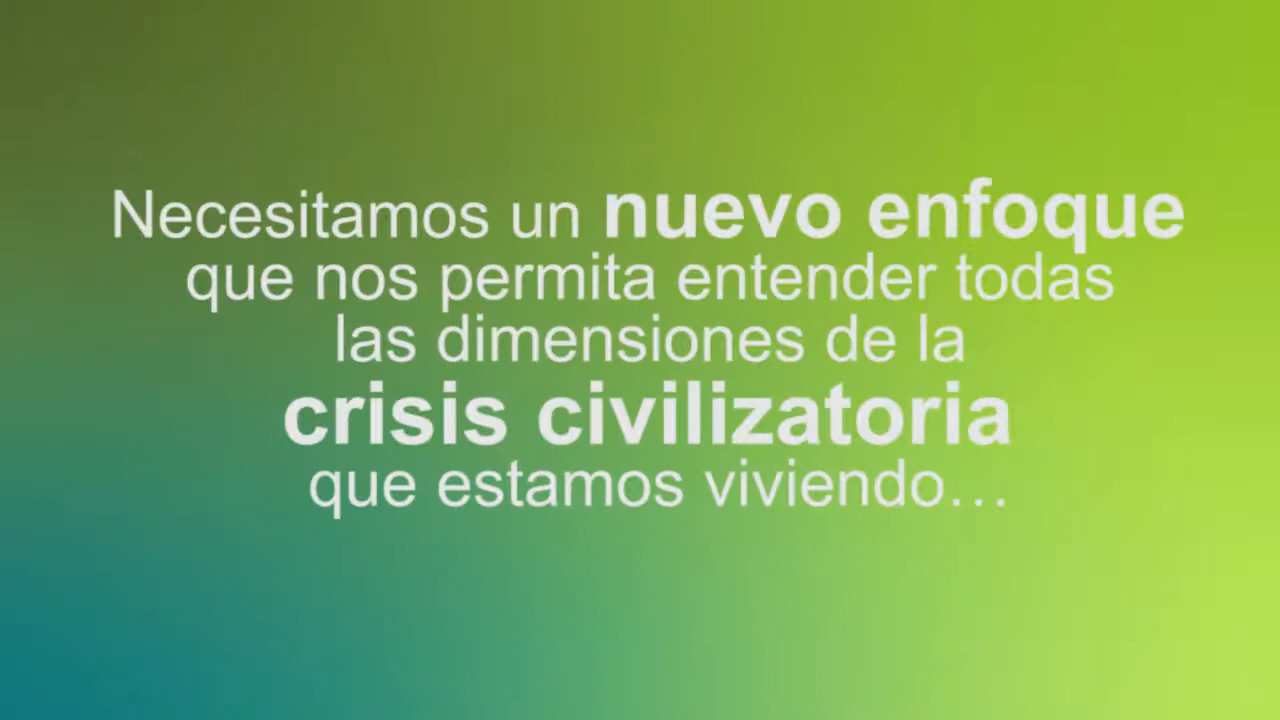 Necesitamos un nuevo enfoque
que nos permita entender todas
las dimensiones de la
crisis civilizatoria
que estamos viviendo…